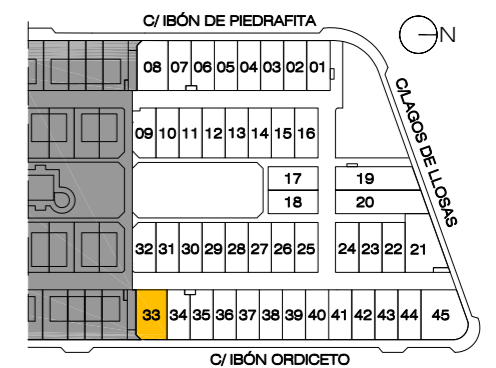 C/ IBÓN DE PIEDRAFITA
N
08 07 06 05 04 03 02 01
C/LAGOS DE LLOSAS
09 10 11 12 13 14 15 16
17 19
18 20
32 31 30 29 28 27 26 25 24 23 22 21
33 34 35 36 37 38 39 40 41 42 43 44 45
C/ IBÓN ORDICETO